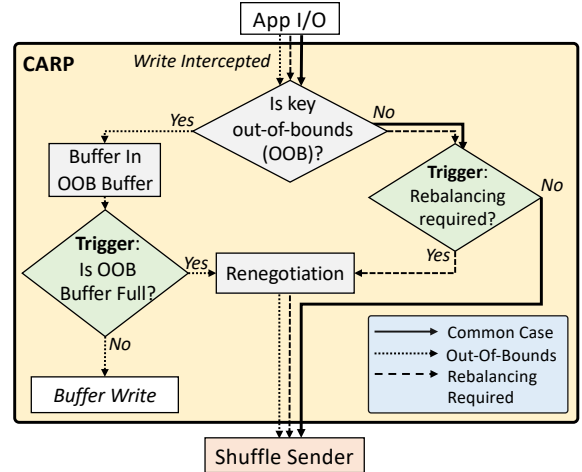 App I/O
CARP
Write Intercepted
Is key
out-of-bounds
(OOB)?
Yes
No
Buffer In
OOB Buffer
Trigger:
Rebalancing
required?
No
Yes
Trigger:
Is OOB
Buffer Full?
Yes
Renegotiation
No
Buffer Write
Common Case
Out-Of-Bounds
Rebalancing
Required
Shuffle Sender